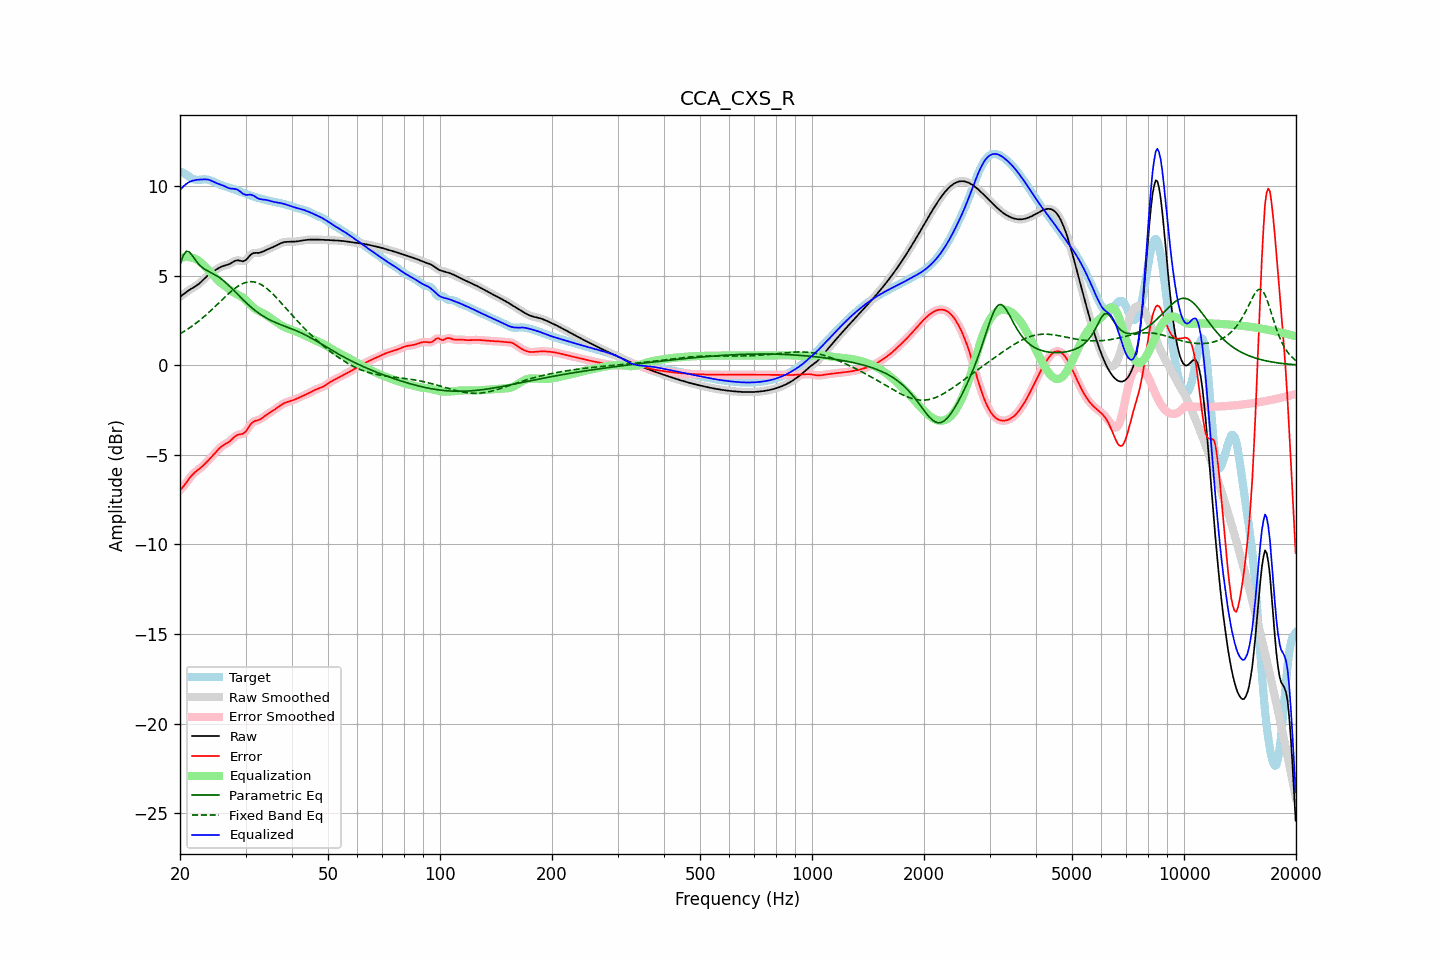 CCA_CXS_R
Amplitude (dBr)
10
5
0
−5
−10
−15
−20
−25
Target
Raw Smoothed
Error Smoothed
Raw
Error
Equalization
Parametric Eq
Fixed Band Eq
Equalized
20 50 100 200 500 1000 2000 5000 10000 20000
Frequency (Hz)